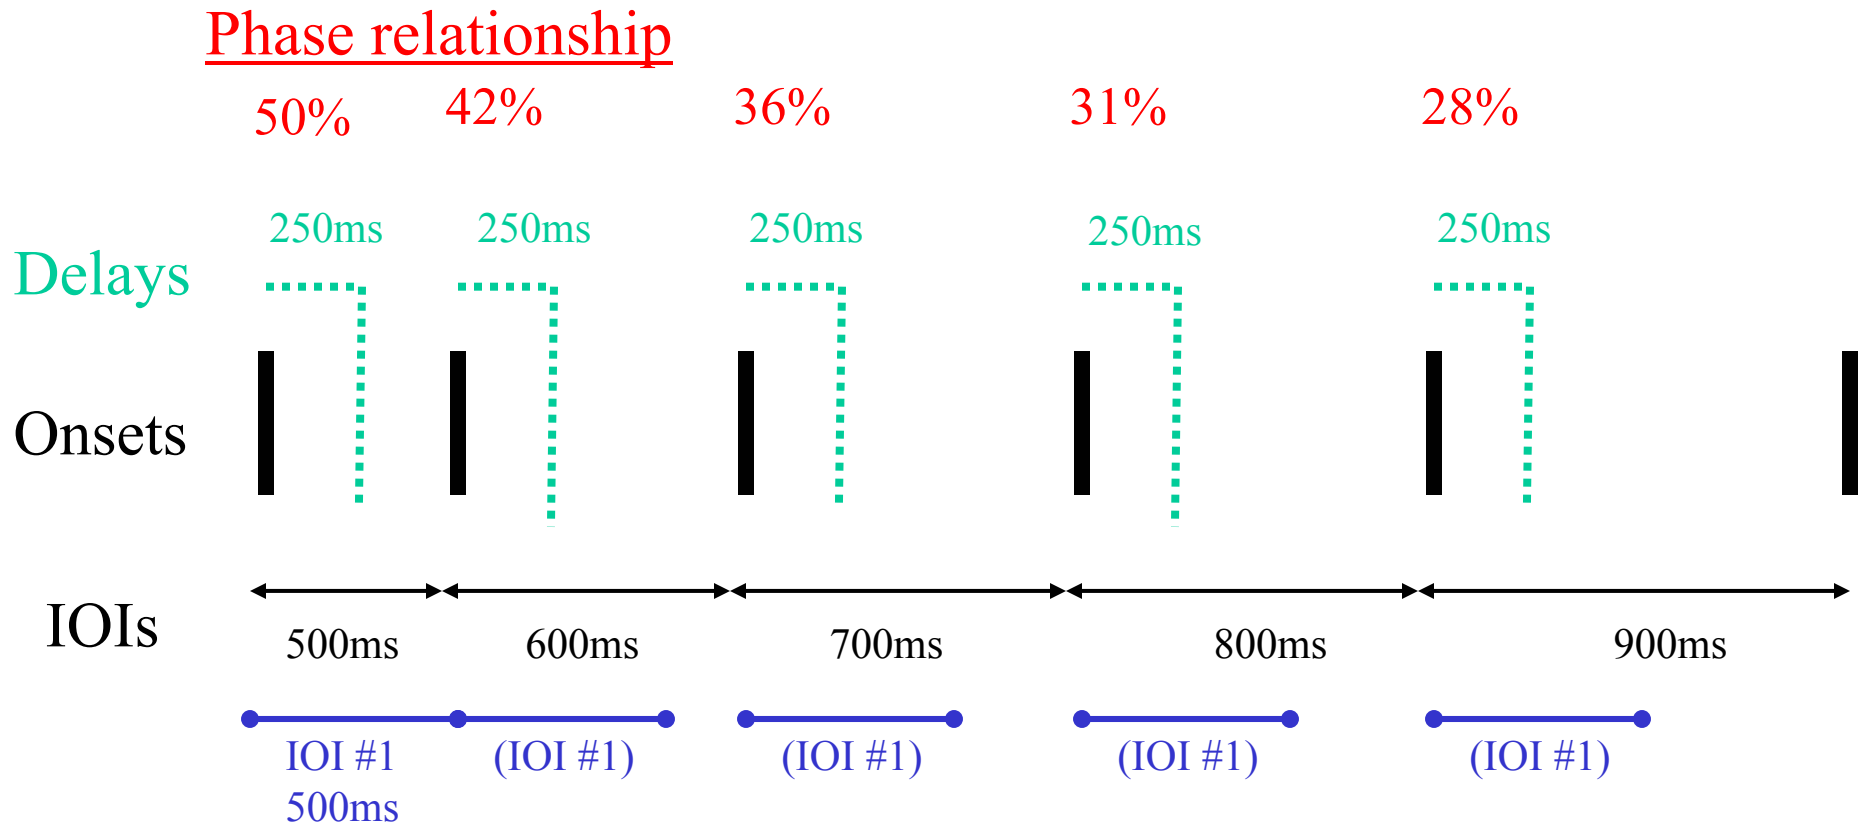 Phase relationship
50% 42% 36% 31% 28%
250ms 250ms 250ms 250ms 250ms
Delays
Onsets
IOIs
500ms 600ms 700ms 800ms 900ms
IOI #1 (IOI #1) (IOI #1) (IOI #1) (IOI #1)
500ms